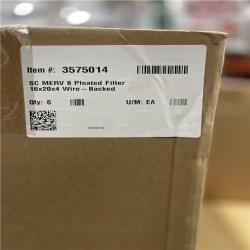 Item #: 3575014
SC MERV 8 Pleated Filter
16x20x4 Wire-Backed
Qty: 6 U/M: EA